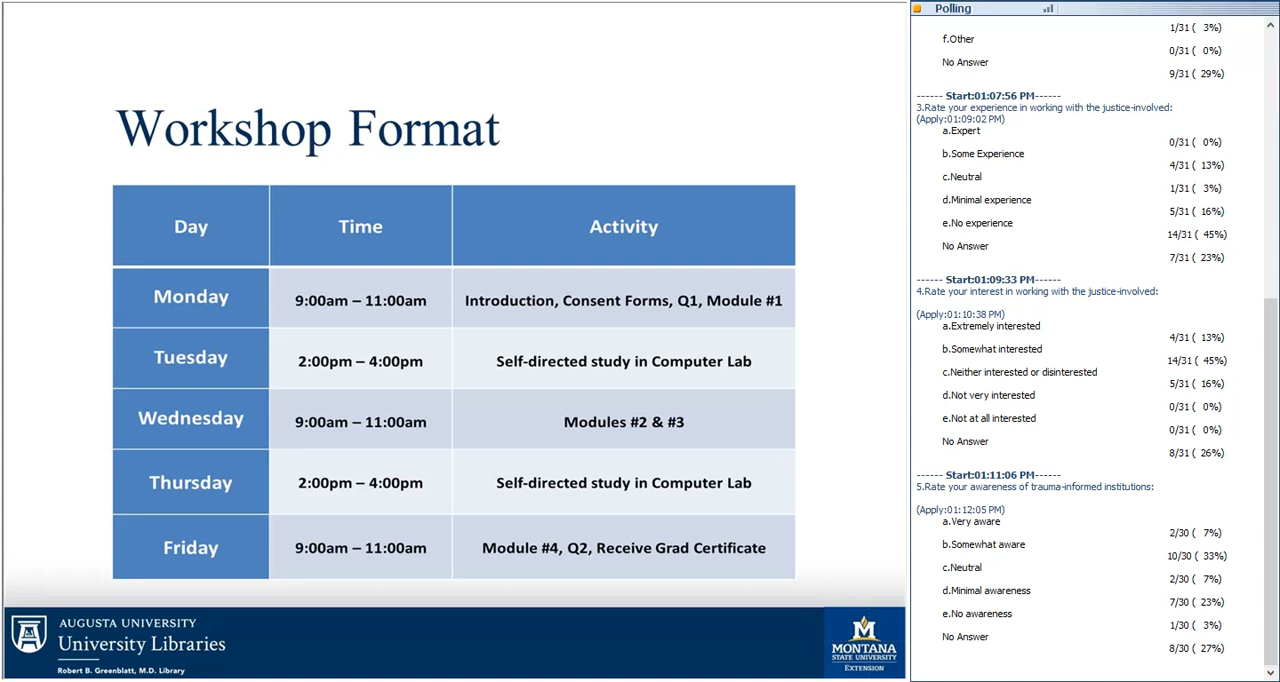 Workshop Format
Day Time Activity
Monday 9:00am – 11:00am Introduction, Consent Forms, Q1, Module #1
Tuesday 2:00pm – 4:00pm Self-directed study in Computer Lab
Wednesday 9:00am – 11:00am Modules #2 & #3
Thursday 2:00pm – 4:00pm Self-directed study in Computer Lab
Friday 9:00am – 11:00am Module #4, Q2, Receive Grad Certificate
AUGUSTA UNIVERSITY
University Libraries
Robert B. Greenblatt, M.D. Library
M
MONTANA
STATE UNIVERSITY
EXTENSION
Polling
1/31 ( 3%)
f.Other
0/31 ( 0%)
No Answer
9/31 ( 29%)
------ Start:01:07:56 PM------
3.Rate your experience in working with the justice-involved:
(Apply:01:09:02 PM)
a.Expert
0/31 ( 0%)
b.Some Experience
4/31 ( 13%)
c.Neutral
1/31 ( 3%)
d.Minimal experience
5/31 ( 16%)
e.No experience
14/31 ( 45%)
No Answer
7/31 ( 23%)
------ Start:01:09:33 PM------
4.Rate your interest in working with the justice-involved:
(Apply:01:10:38 PM)
a.Extremely interested
4/31 ( 13%)
b.Somewhat interested
14/31 ( 45%)
c.Neither interested or disinterested
5/31 ( 16%)
d.Not very interested
0/31 ( 0%)
e.Not at all interested
0/31 ( 0%)
No Answer
8/31 ( 26%)
------ Start:01:11:06 PM------
5.Rate your awareness of trauma-informed institutions:
(Apply:01:12:05 PM)
a.Very aware
2/30 ( 7%)
b.Somewhat aware
10/30 ( 33%)
c.Neutral
2/30 ( 7%)
d.Minimal awareness
7/30 ( 23%)
e.No awareness
1/30 ( 3%)
No Answer
8/30 ( 27%)